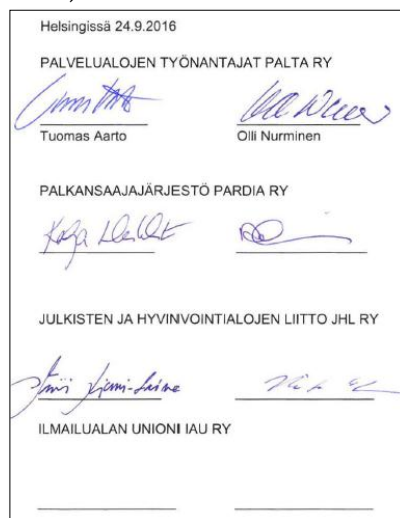 Helsingissä 24.9.2016
PALVELUALOJEN TYÖNANTAJAT PALTA RY
Tuomas Aarto Olli Nurminen
PALKANSAAJAJÄRJESTÖ PARDIA RY
JULKISTEN JA HYVINVOINTIALOJEN LIITTO JHL RY
ILMAILUALAN UNIONI IAU RY